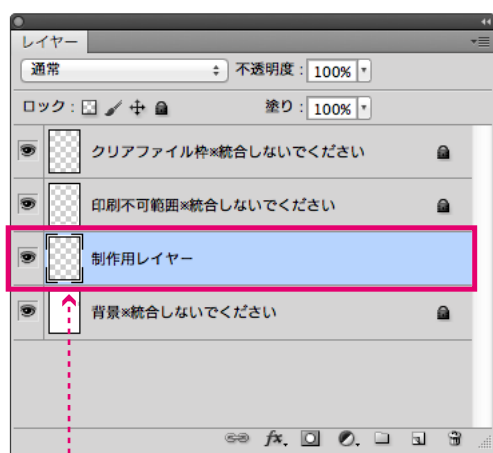 レイヤー
通常 不透明度 : 100%
ロック : 塗り : 100%
クリアファイル枠※統合しないでください
印刷不可範囲※統合しないでください
制作用レイヤー
背景※統合しないでください
fx.